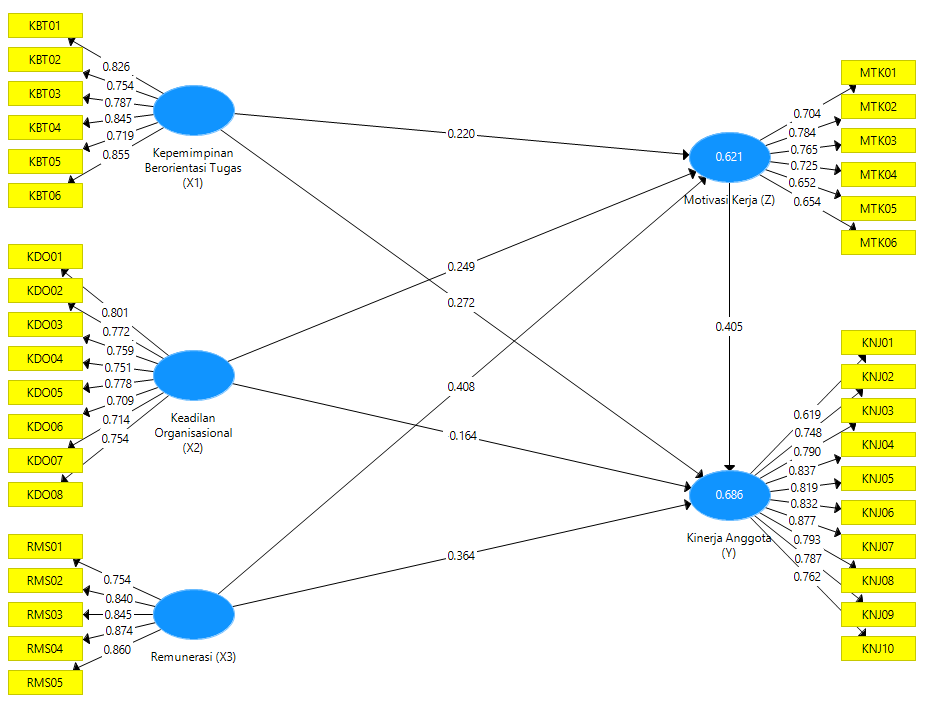 KBT01
KBT02
KBT03
KBT04
KBT05
KBT06
0.826
0.754
0.787
0.845
0.719
0.855
Kepemimpinan
Berorientasi Tugas
(X1)
KDO01
KDO02
KDO03
KDO04
KDO05
KDO06
KDO07
KDO08
0.801
0.772
0.759
0.751
0.778
0.709
0.714
0.754
Keadilan
Organisasional
(X2)
RMS01
RMS02
RMS03
RMS04
RMS05
0.754
0.840
0.845
0.874
0.860
Remunerasi (X3)
0.220
0.249
0.272
0.408
0.164
0.364
0.405
0.621
Motivasi Kerja (Z)
0.704
0.784
0.765
0.725
0.652
0.654
MTK01
MTK02
MTK03
MTK04
MTK05
MTK06
0.686
Kinerja Anggota
(Y)
0.619
0.748
0.790
0.837
0.819
0.832
0.877
0.793
0.787
0.762
KNJ01
KNJ02
KNJ03
KNJ04
KNJ05
KNJ06
KNJ07
KNJ08
KNJ09
KNJ10